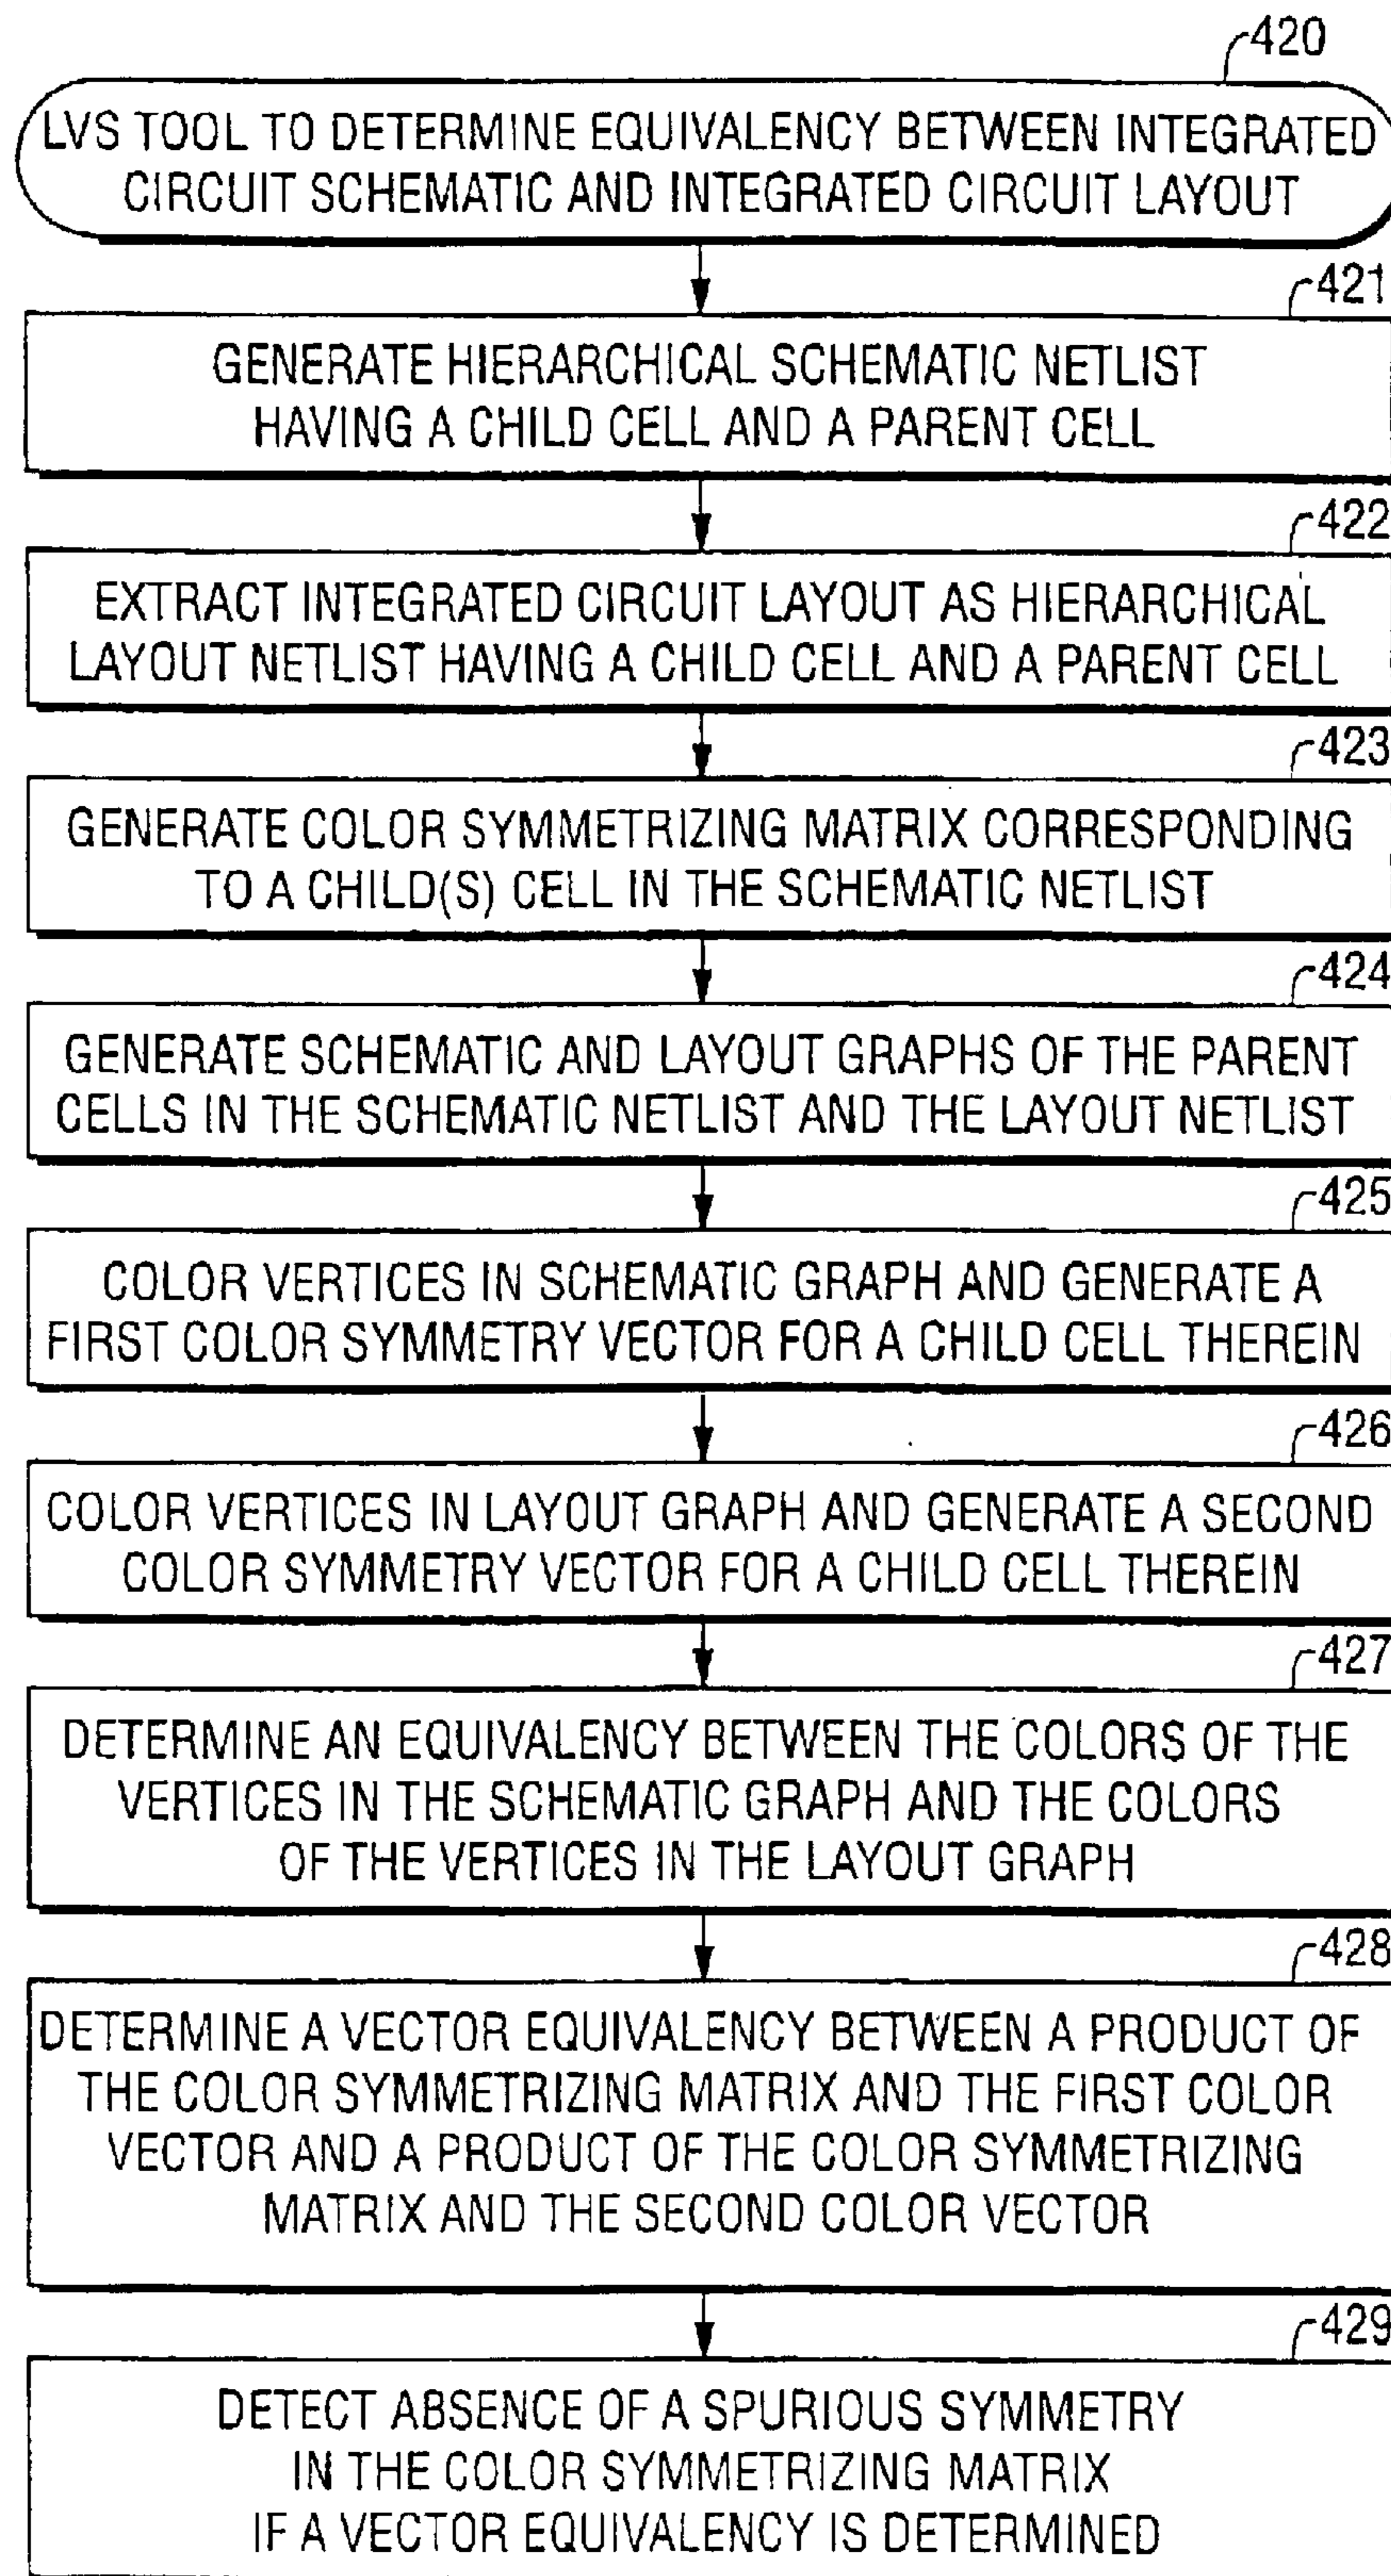 420
LVS TOOL TO DETERMINE EQUIVALENCY BETWEEN INTEGRATED
CIRCUIT SCHEMATIC AND INTEGRATED CIRCUIT LAYOUT
421
GENERATE HIERARCHICAL SCHEMATIC NETLIST
HAVING A CHILD CELL AND A PARENT CELL
422
EXTRACT INTEGRATED CIRCUIT LAYOUT AS HIERARCHICAL
LAYOUT NETLIST HAVING A CHILD CELL AND A PARENT CELL
423
GENERATE COLOR SYMMETRIZING MATRIX CORRESPONDING
TO A CHILD(S) CELL IN THE SCHEMATIC NETLIST
424
GENERATE SCHEMATIC AND LAYOUT GRAPHS OF THE PARENT
CELLS IN THE SCHEMATIC NETLIST AND THE LAYOUT NETLIST
425
COLOR VERTICES IN SCHEMATIC GRAPH AND GENERATE A
FIRST COLOR SYMMETRY VECTOR FOR A CHILD CELL THEREIN
426
COLOR VERTICES IN LAYOUT GRAPH AND GENERATE A SECOND
COLOR SYMMETRY VECTOR FOR A CHILD CELL THEREIN
427
DETERMINE AN EQUIVALENCY BETWEEN THE COLORS OF THE
VERTICES IN THE SCHEMATIC GRAPH AND THE COLORS
OF THE VERTICES IN THE LAYOUT GRAPH
428
DETERMINE A VECTOR EQUIVALENCY BETWEEN A PRODUCT OF
THE COLOR SYMMETRIZING MATRIX AND THE FIRST COLOR
VECTOR AND A PRODUCT OF THE COLOR SYMMETRIZING
MATRIX AND THE SECOND COLOR VECTOR
429
DETECT ABSENCE OF A SPURIOUS SYMMETRY
IN THE COLOR SYMMETRIZING MATRIX
IF A VECTOR EQUIVALENCY IS DETERMINED